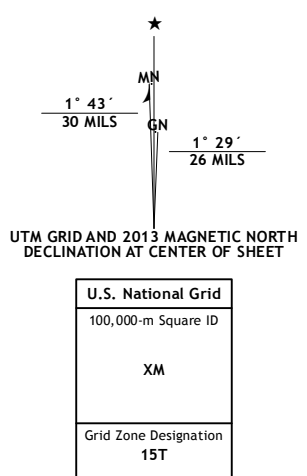 ★
MN
1° 43´
30 MILS
GN
1° 29´
26 MILS
UTM GRID AND 2013 MAGNETIC NORTH
DECLINATION AT CENTER OF SHEET
U.S. National Grid
100,000-m Square ID
XM
Grid Zone Designation
15T